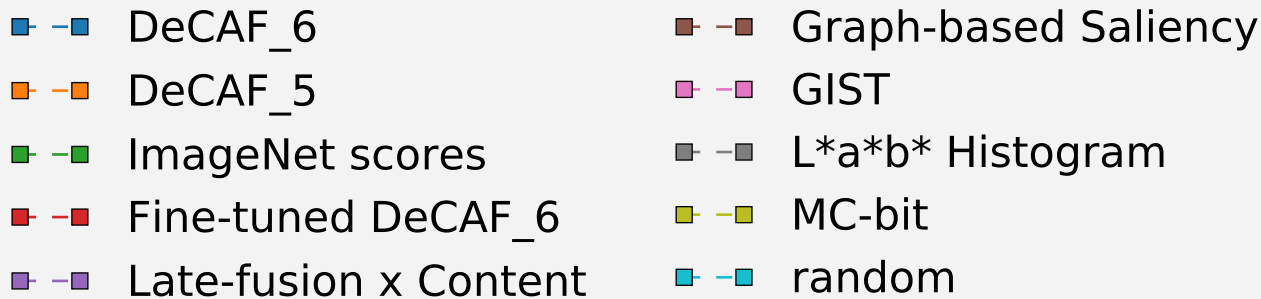 DeCAF_6
DeCAF_5
ImageNet scores
Fine-tuned DeCAF_6
Late-fusion x Content
Graph-based Saliency
GIST
L*a*b* Histogram
MC-bit
random